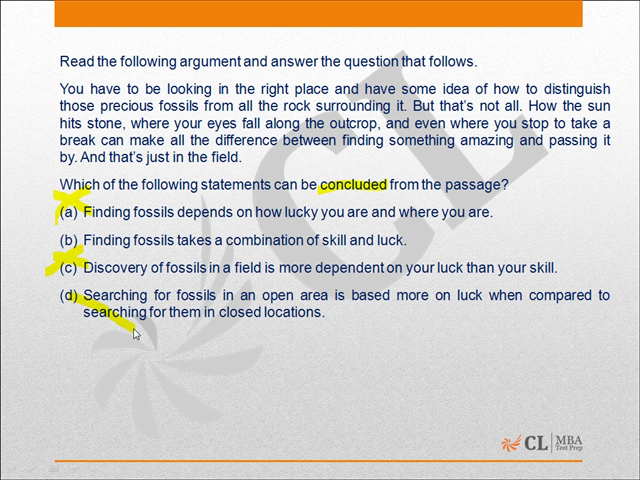 Read the following argument and answer the question that follows.
You have to be looking in the right place and have some idea of how to distinguish
those precious fossils from all the rock surrounding it. But that's not all. How the sun
hits stone, where your eyes fall along the outcrop, and even where you stop to take a
break can make all the difference between finding something amazing and passing it
by. And that's just in the field.
Which of the following statements can be concluded from the passage?
(a) Finding fossils depends on how lucky you are and where you are.
(b) Finding fossils takes a combination of skill and luck.
(c) Discovery of fossils in a field is more dependent on your luck than your skill.
(d) Searching for fossils in an open area is based more on luck when compared to
searching for them in closed locations.
CL
CL MBA
Test Prep